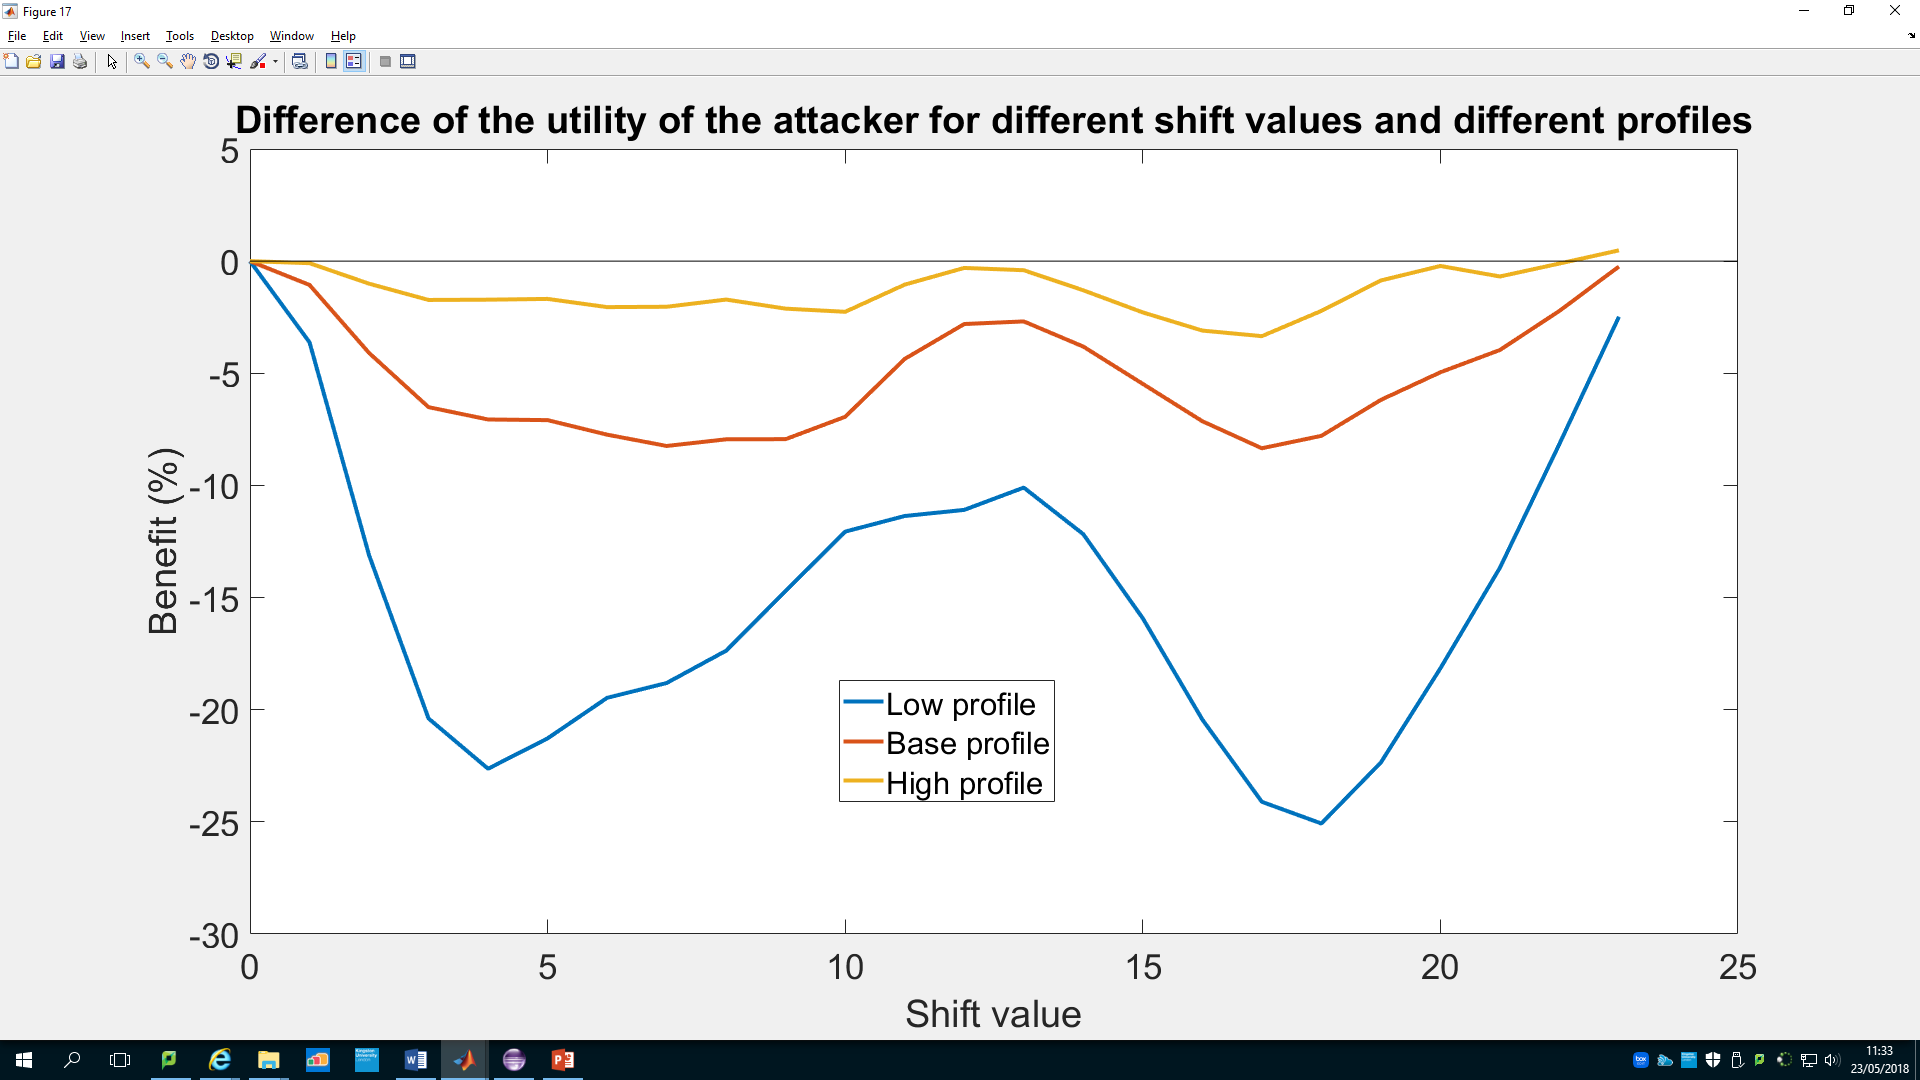 Figure 17
File Edit View Insert Tools Desktop Window Help
Difference of the utility of the attacker for different shift values and different profiles
5
0
-5
-10
-15
-20
-25
-30
Benefit (%)
Low profile
Base profile
High profile
0 5 10 15 20 25
Shift value
11:33
23/05/2018